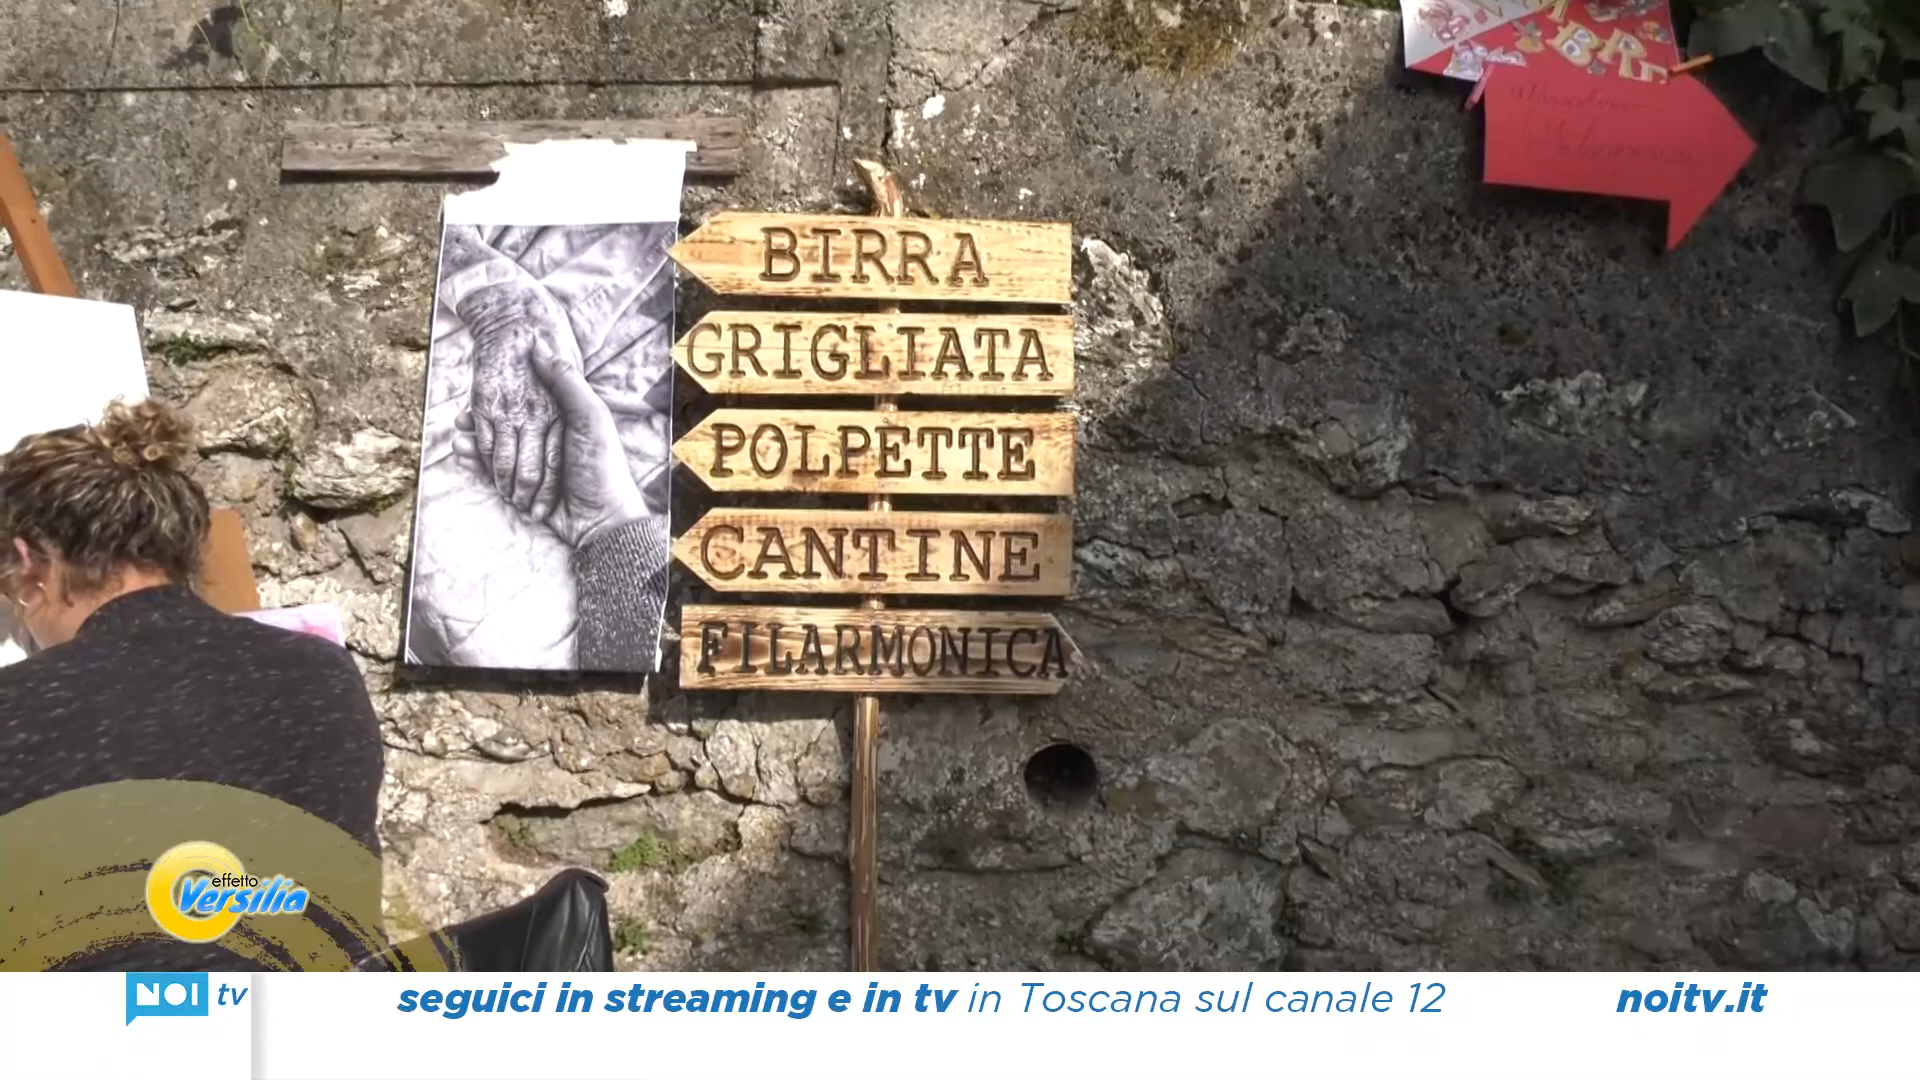 BIRRA
GRIGLIATA
POLPETTE
CANTINE
FILARMONICA
effetto
Versilia
NOI tv
seguici in streaming e in tv in Toscana sul canale 12
noitv.it